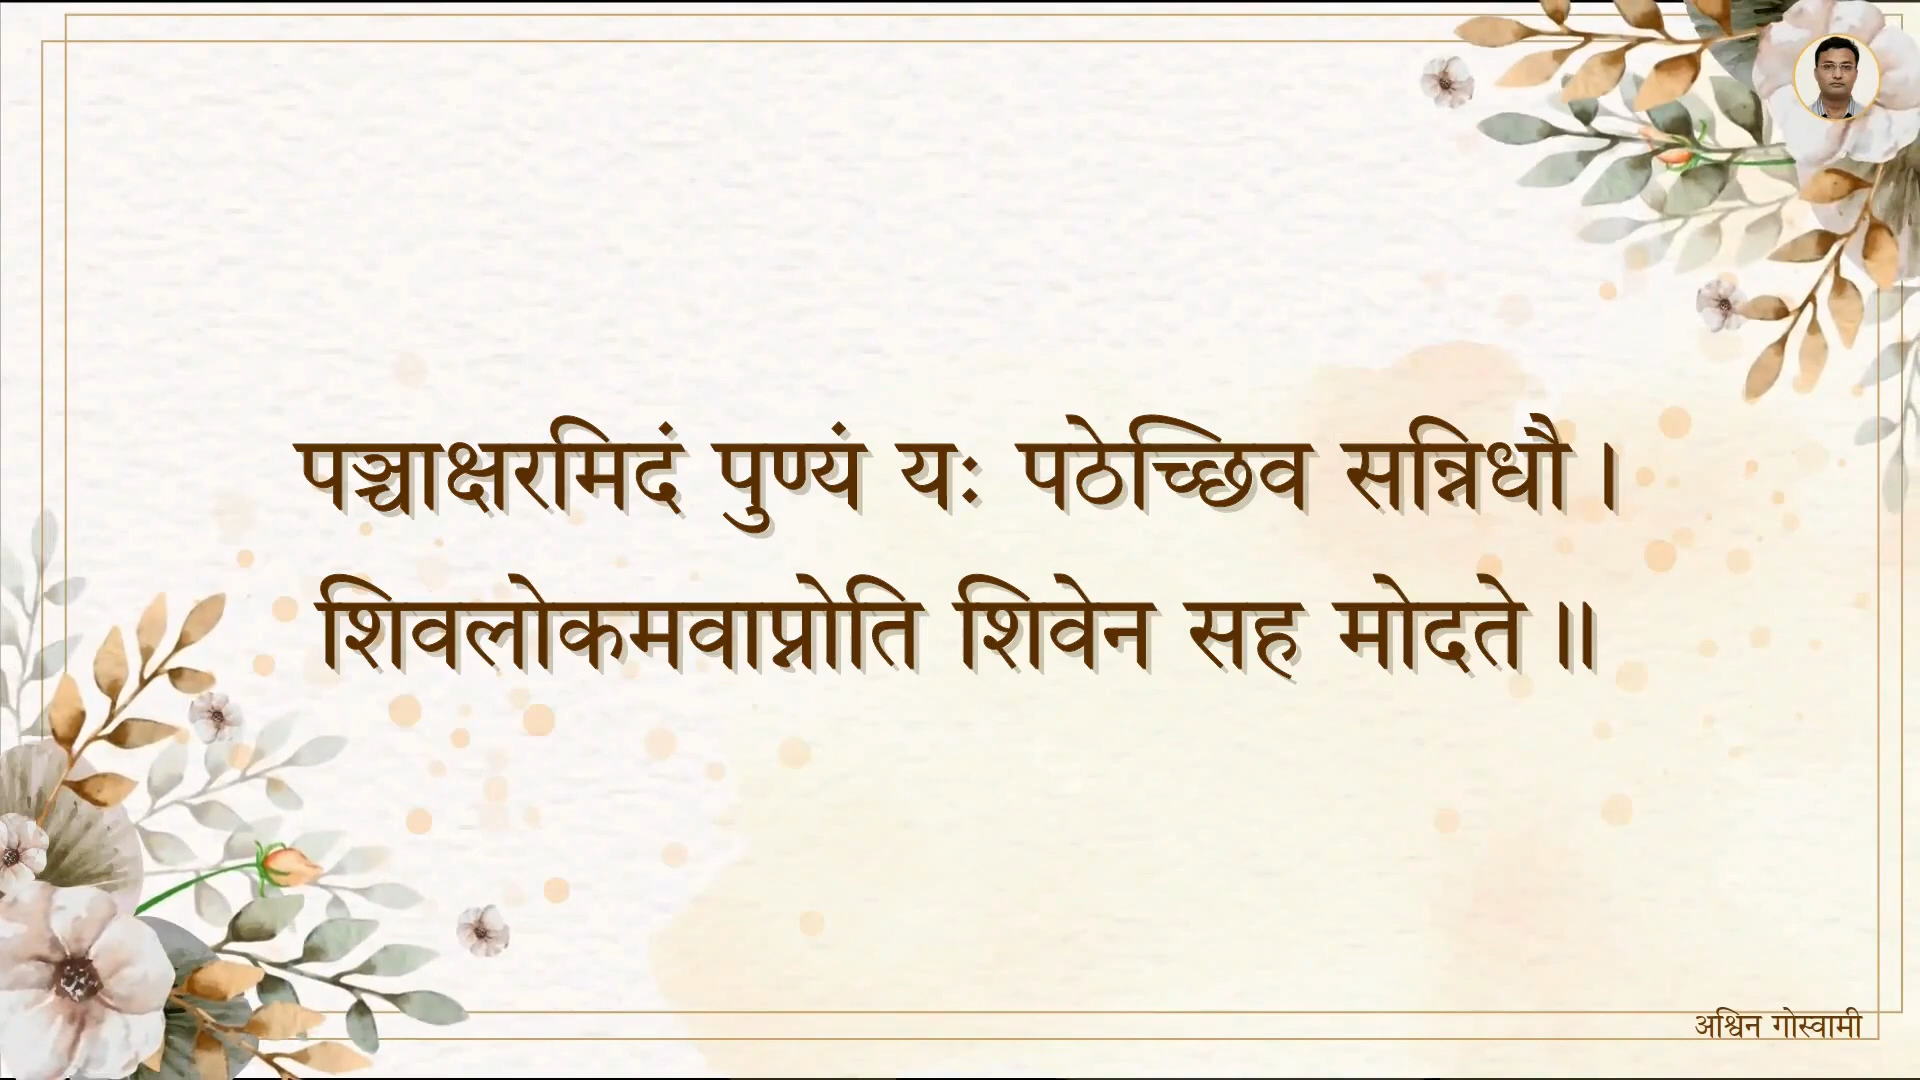 पञ्चाक्षरमिदं पुण्यं यः पठेच्छिव सन्निधौ ।
शिवलोकमवाप्नोति शिवेन सह मोदते ॥
अश्विन गोस्वामी